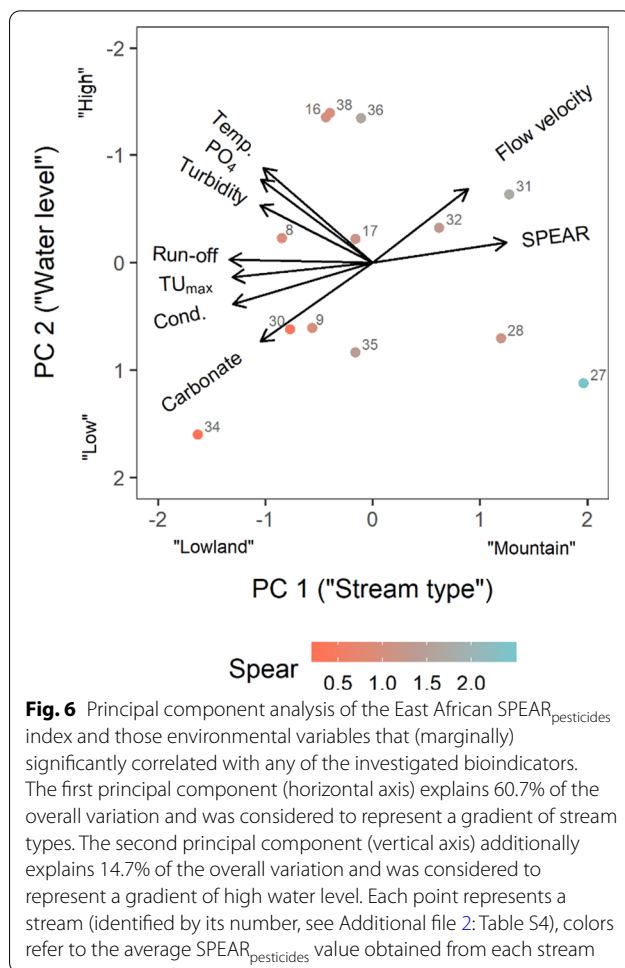 -2
-1
0
1
2
"High"
"Low"
PC 2 ("Water level")
16
38
36
Temp.
PO4
Turbidity
Flow velocity
31
32
8
17
SPEAR
Run-off
TUmax
Cond.
30
9
35
28
27
Carbonate
34
-2
-1
0
1
2
"Lowland"
"Mountain"
PC 1 ("Stream type")
Spear
0.5 1.0 1.5 2.0
Fig. 6 Principal component analysis of the East African SPEARpesticides
index and those environmental variables that (marginally)
significantly correlated with any of the investigated bioindicators.
The first principal component (horizontal axis) explains 60.7% of the
overall variation and was considered to represent a gradient of stream
types. The second principal component (vertical axis) additionally
explains 14.7% of the overall variation and was considered to
represent a gradient of high water level. Each point represents a
stream (identified by its number, see Additional file 2: Table S4), colors
refer to the average SPEARpesticides value obtained from each stream